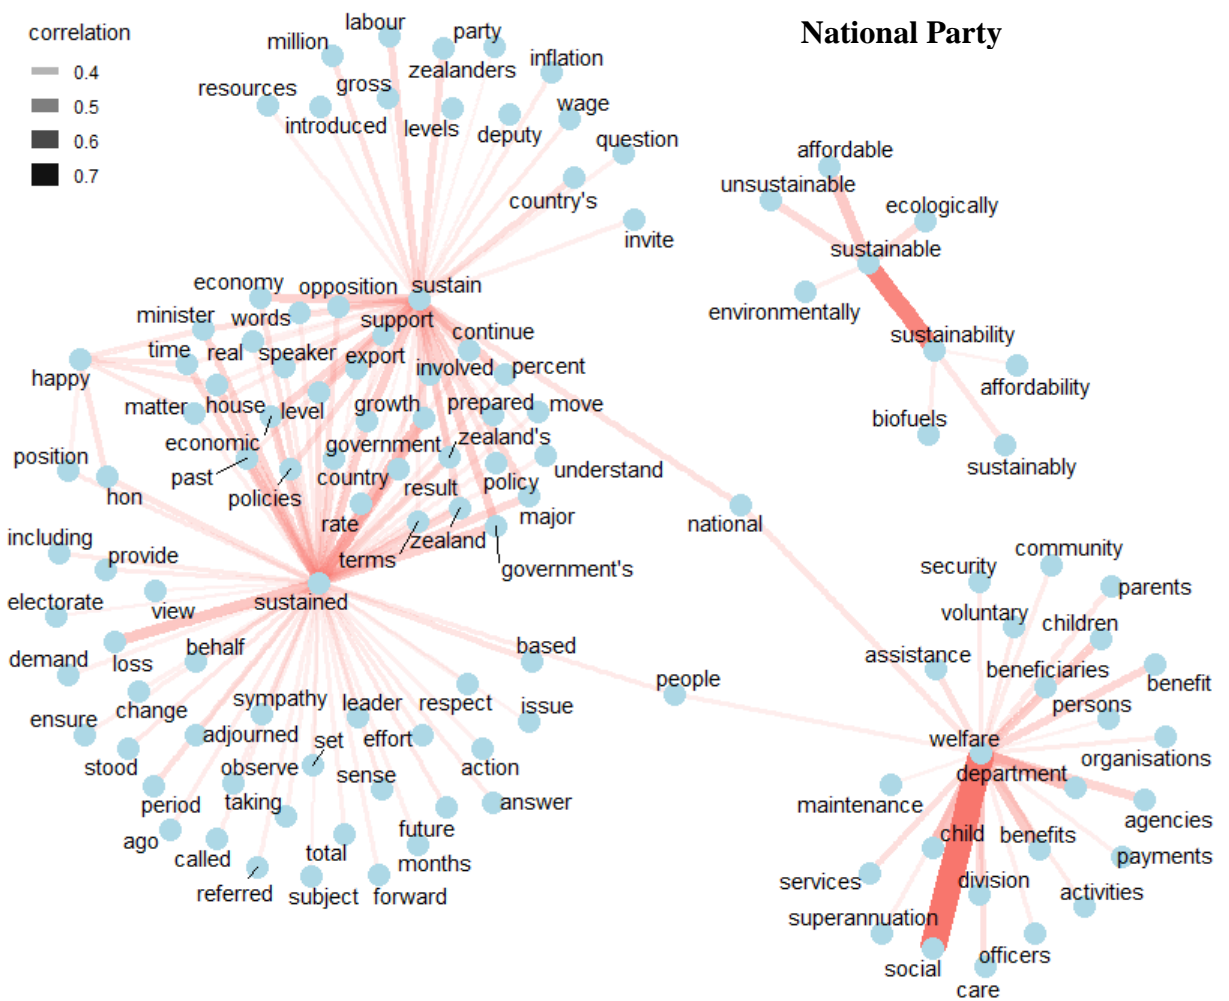 National Party
correlation
0.4
0.5
0.6
0.7
labour
party
million
zealanders
inflation
resources
gross
introduced
levels
deputy
wage
question
country's
invite
affordable
unsustainable
ecologically
sustainable
environmentally
sustainability
affordability
biofuels
sustainably
economy
opposition
sustain
minister
words
support
continue
time
real
speaker
export
involved
percent
happy
matter
house
level
growth
prepared
move
economic
government
zealand's
position
past
hon
policies
country
result
policy
understand
rate
major
national
terms
zealand
government's
including
provide
electorate
view
sustained
demand
loss
behalf
based
people
ensure
change
sympathy
leader
respect
issue
stood
adjourned
set
effort
observe
sense
action
period
taking
answer
ago
called
total
future
months
referred
subject
forward
security
community
parents
voluntary
children
assistance
beneficiaries
benefit
persons
welfare
organisations
department
maintenance
agencies
child
benefits
payments
services
division
activities
superannuation
officers
social
care